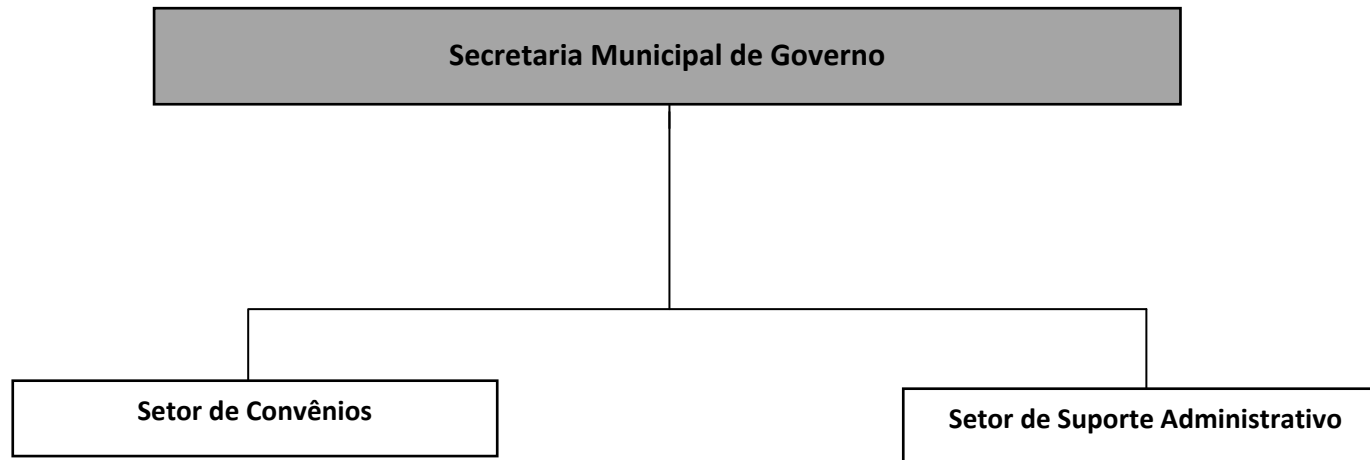 Secretaria Municipal de Governo
Setor de Convênios
Setor de Suporte Administrativo